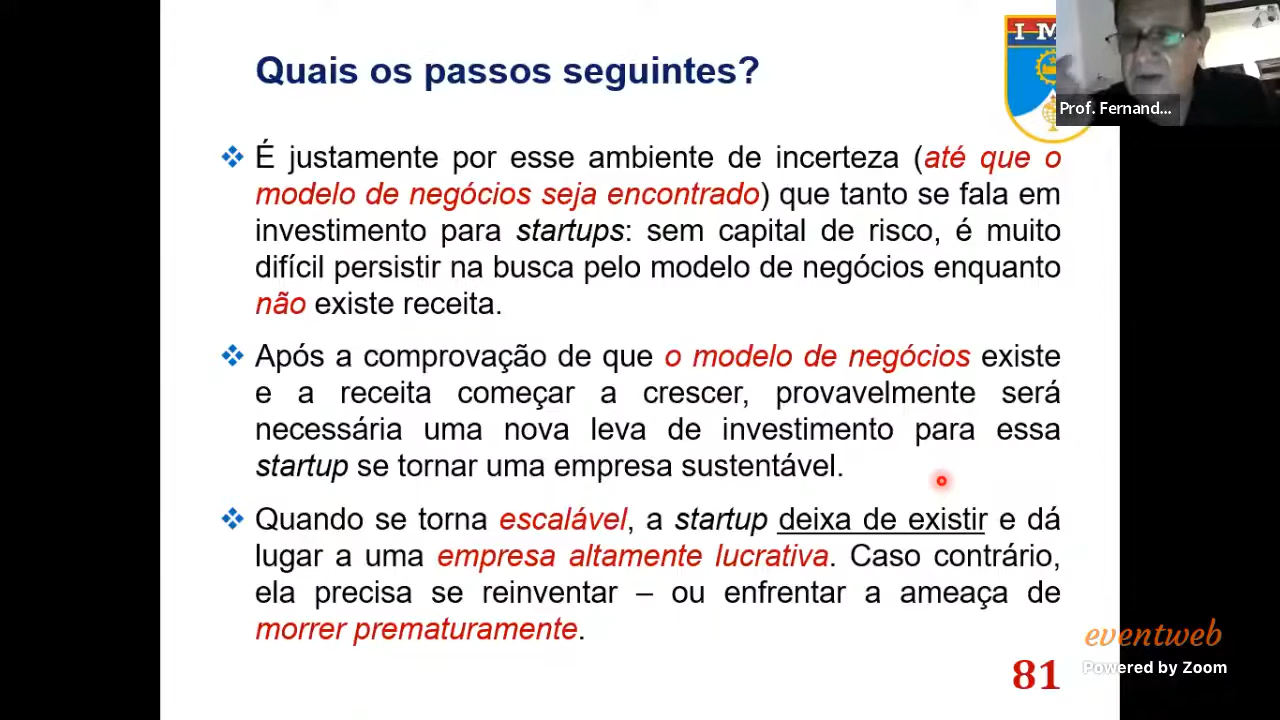 Quais os passos seguintes?
I M
Prof. Fernand...
É justamente por esse ambiente de incerteza (até que o
modelo de negócios seja encontrado) que tanto se fala em
investimento para startups: sem capital de risco, é muito
difícil persistir na busca pelo modelo de negócios enquanto
não existe receita.
Após a comprovação de que o modelo de negócios existe
e a receita começar a crescer, provavelmente será
necessária uma nova leva de investimento para essa
startup se tornar uma empresa sustentável.
Quando se torna escalável, a startup deixa de existir e dá
lugar a uma empresa altamente lucrativa. Caso contrário,
ela precisa se reinventar – ou enfrentar a ameaça de
morrer prematuramente.
eventweb
Powered by Zoom
81